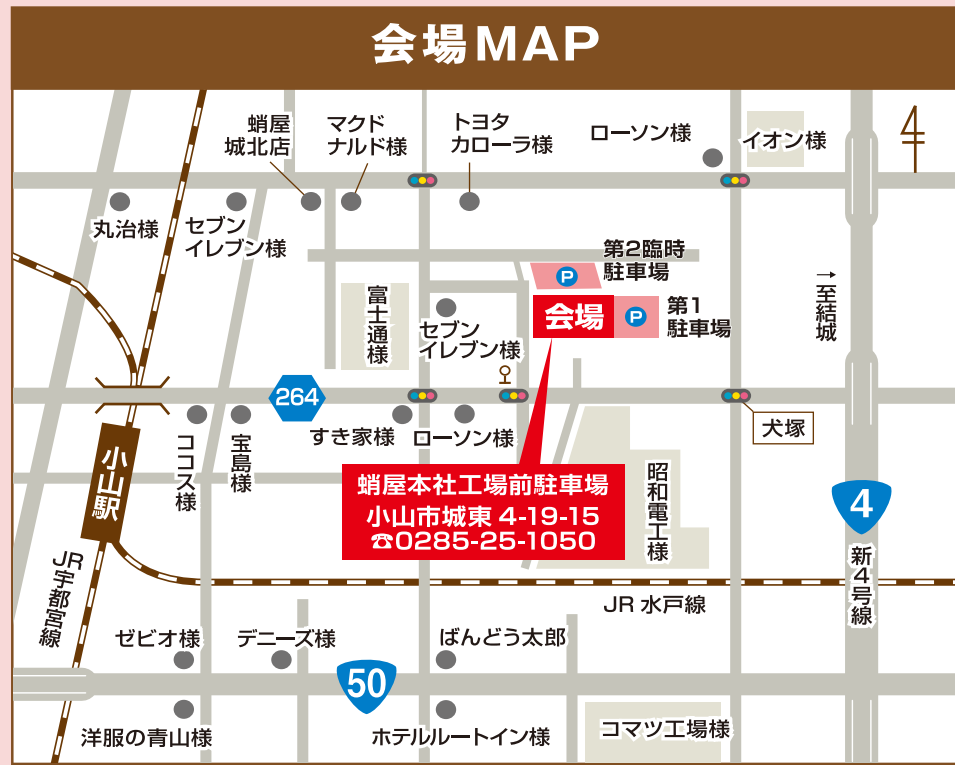 会場MAP
蛸屋
城北店
マクド
ナルド様
トヨタ
カローラ様
ローソン様
イオン様
丸治様
セブン
イレブン様
第2臨時
駐車場
P
会場
P
第1
駐車場
→至結城
富士通様
セブン
イレブン様
264
すき家様
ローソン様
犬塚
ココス様
宝島様
小山駅
蛸屋本社工場前駐車場
小山市城東 4-19-15
☎0285-25-1050
昭和電工様
4
新4号線
JR宇都宮線
JR 水戸線
ゼビオ様
デニーズ様
ばんどう太郎
50
洋服の青山様
ホテルルートイン様
コマツ工場様